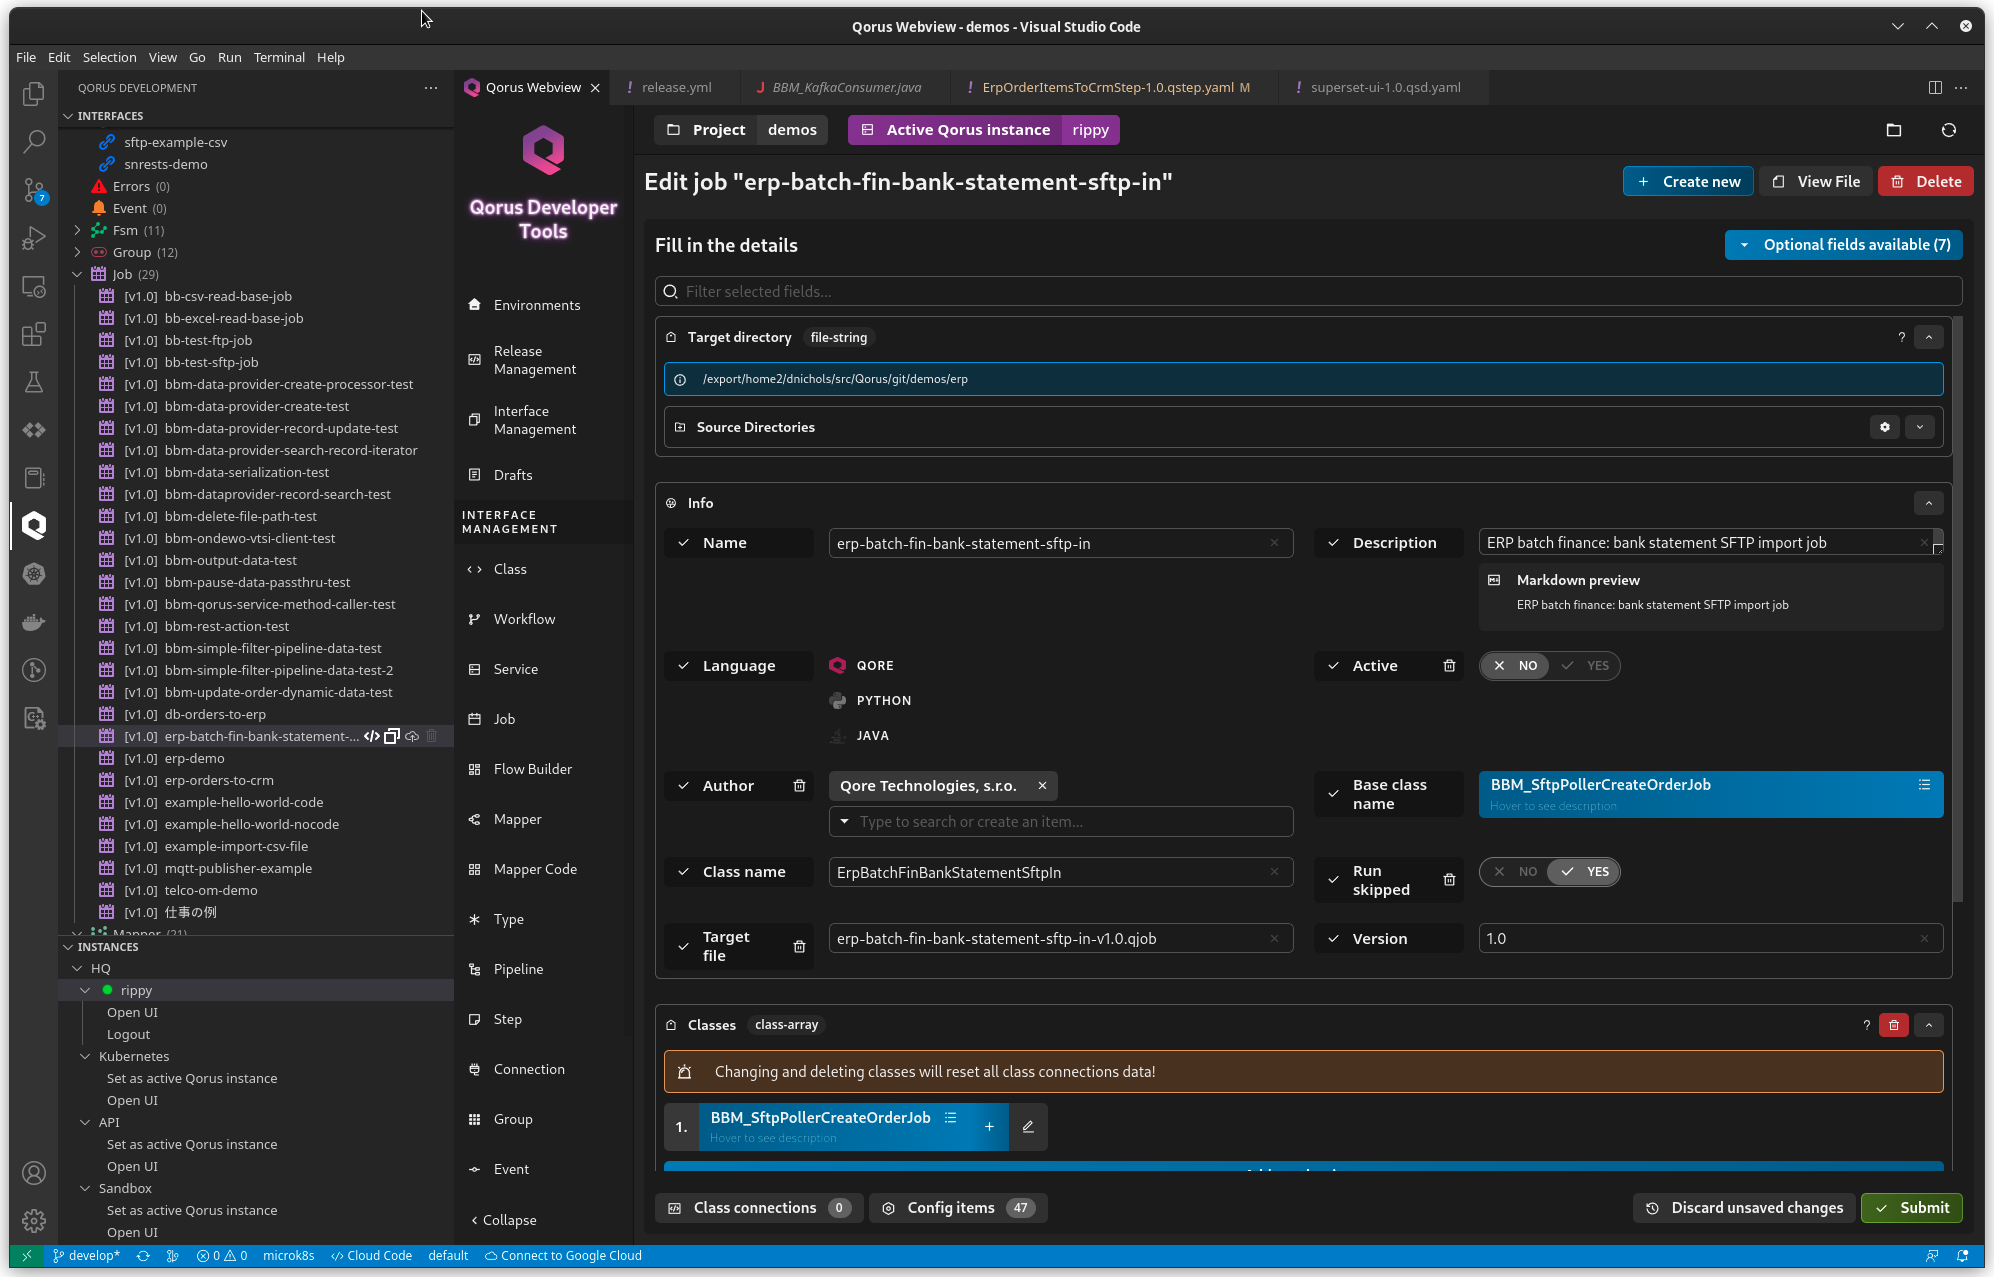 Qorus Webview - demos - Visual Studio Code
File Edit Selection View Go Run Terminal Help
QORUS DEVELOPMENT
INTERFACES
sftp-example-csv
snrests-demo
Errors (0)
Event (0)
Fsm (11)
Group (12)
Job (29)
[v1.0] bb-csv-read-base-job
[v1.0] bb-excel-read-base-job
[v1.0] bb-test-ftp-job
[v1.0] bb-test-sftp-job
[v1.0] bbm-data-provider-create-processor-test
[v1.0] bbm-data-provider-create-test
[v1.0] bbm-data-provider-record-update-test
[v1.0] bbm-data-provider-search-record-iterator
[v1.0] bbm-data-serialization-test
[v1.0] bbm-dataprovider-record-search-test
[v1.0] bbm-delete-file-path-test
[v1.0] bbm-ondewo-vtsi-client-test
[v1.0] bbm-output-data-test
[v1.0] bbm-pause-data-passthru-test
[v1.0] bbm-qorus-service-method-caller-test
[v1.0] bbm-rest-action-test
[v1.0] bbm-simple-filter-pipeline-data-test
[v1.0] bbm-simple-filter-pipeline-data-test-2
[v1.0] bbm-update-order-dynamic-data-test
[v1.0] db-orders-to-erp
[v1.0] erp-batch-fin-bank-statement-...
[v1.0] erp-demo
[v1.0] erp-orders-to-crm
[v1.0] example-hello-world-code
[v1.0] example-hello-world-nocode
[v1.0] example-import-csv-file
[v1.0] mqtt-publisher-example
[v1.0] telco-om-demo
[v1.0] 仕事の例
Mapper (21)
INSTANCES
HQ
rippy
Open UI
Logout
Kubernetes
Set as active Qorus instance
Open UI
API
Set as active Qorus instance
Open UI
Sandbox
Set as active Qorus instance
Open UI
7
Qorus Webview
! release.yml
J BBM_KafkaConsumer.java
! ErpOrderItemsToCrmStep-1.0.qstep.yaml M
! superset-ui-1.0.qsd.yaml
Qorus Developer
Tools
Environments
Release
Management
Interface
Management
Drafts
INTERFACE
MANAGEMENT
Class
Workflow
Service
Job
Flow Builder
Mapper
Mapper Code
Type
Pipeline
Step
Connection
Group
Event
Collapse
Project demos
Active Qorus instance rippy
Edit job "erp-batch-fin-bank-statement-sftp-in"
+ Create new
View File
Delete
Fill in the details
Optional fields available (7)
Filter selected fields...
Target directory file-string
?
/export/home2/dnichols/src/Qorus/git/demos/erp
Source Directories
Info
Name
erp-batch-fin-bank-statement-sftp-in
Description
ERP batch finance: bank statement SFTP import job
Markdown preview
ERP batch finance: bank statement SFTP import job
Language
QORE
PYTHON
JAVA
Active
NO YES
Author
Qore Technologies, s.r.o.
Type to search or create an item...
Base class
name
BBM_SftpPollerCreateOrderJob
Hover to see description
Class name
ErpBatchFinBankStatementSftpIn
Run
skipped
NO YES
Target
file
erp-batch-fin-bank-statement-sftp-in-v1.0.qjob
Version
1.0
Classes class-array
?
Changing and deleting classes will reset all class connections data!
1. BBM_SftpPollerCreateOrderJob
Hover to see description
+
Class connections 0
Config items 47
Discard unsaved changes
Submit
develop*
0 0
microk8s
</> Cloud Code
default
Connect to Google Cloud